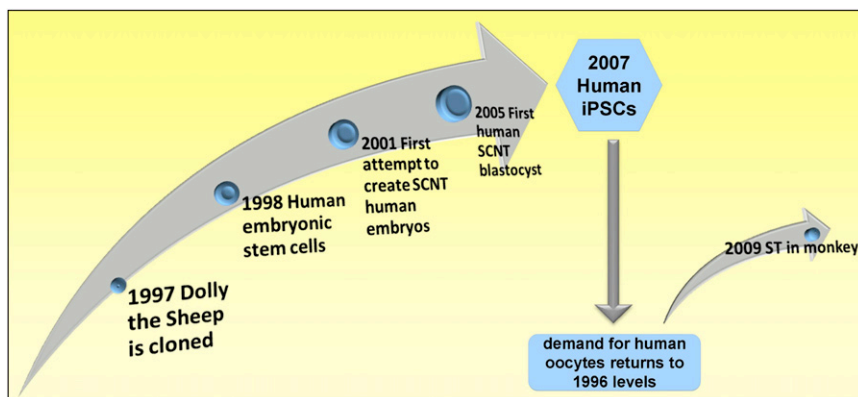 1997 Dolly
the Sheep
is cloned
1998 Human
embryonic
stem cells
2001 First
attempt to
create SCNT
human
embryos
2005 First
human
SCNT
blastocyst
2007
Human
iPSCs
demand for human
oocytes returns to
1996 levels
2009 ST in monkey